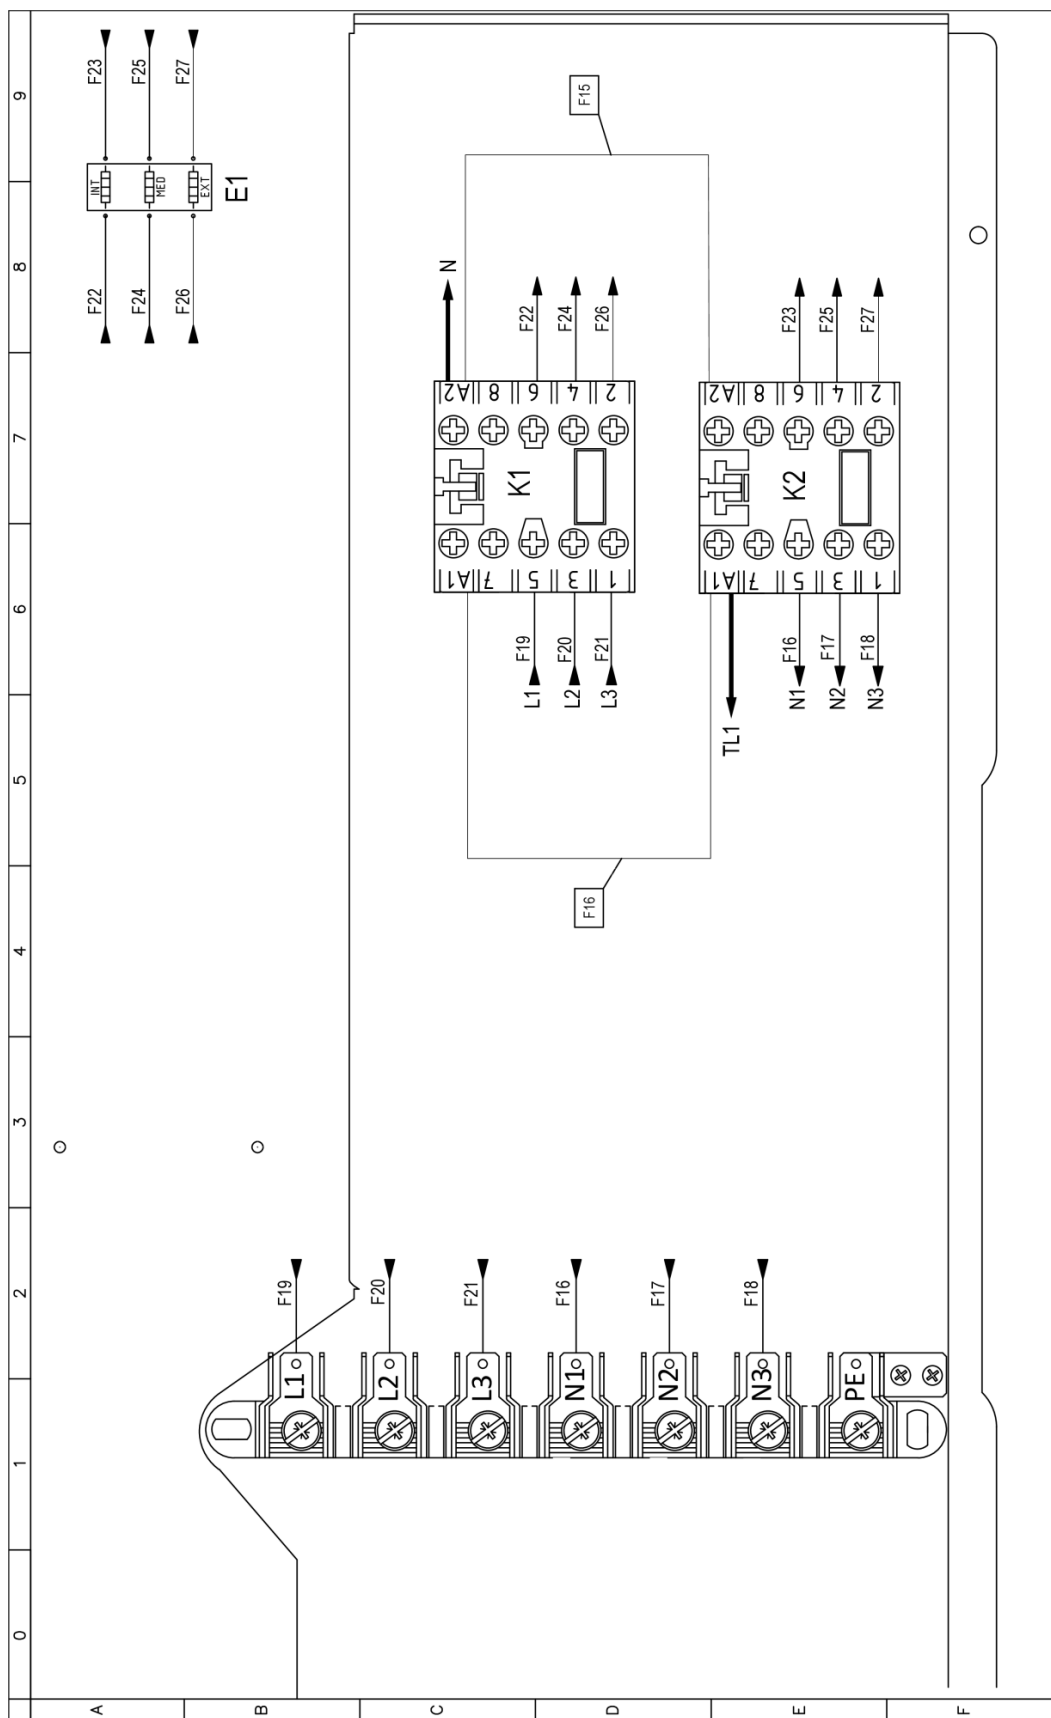 9
8
7
6
5
4
3
2
1
0
A
B
C
D
E
F
F23
F25
F27
INT
MED
EXT
E1
F22
F24
F26
F15
N
F22
F24
F26
A2
8
6
4
2
K1
A1
7
5
3
1
F19
F20
F21
L1
L2
L3
F23
F25
F27
A2
8
6
4
2
K2
A1
7
5
3
1
F16
F17
F18
TL1
N1
N2
N3
F16
F19
F20
F21
F16
F17
F18
L1
L2
L3
N1
N2
N3
PE